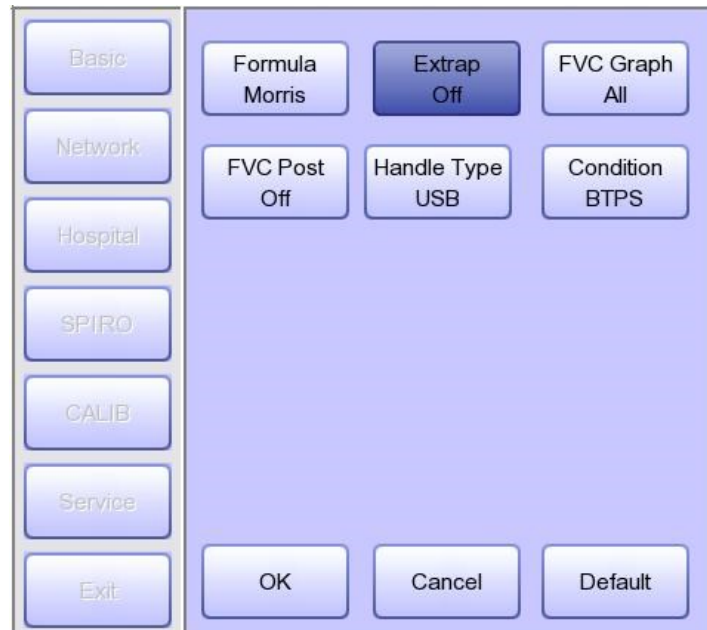 Basic
Network
Hospital
SPIRO
CALIB
Service
Exit
Formula
Morris
Extrap
Off
FVC Graph
All
FVC Post
Off
Handle Type
USB
Condition
BTPS
OK
Cancel
Default